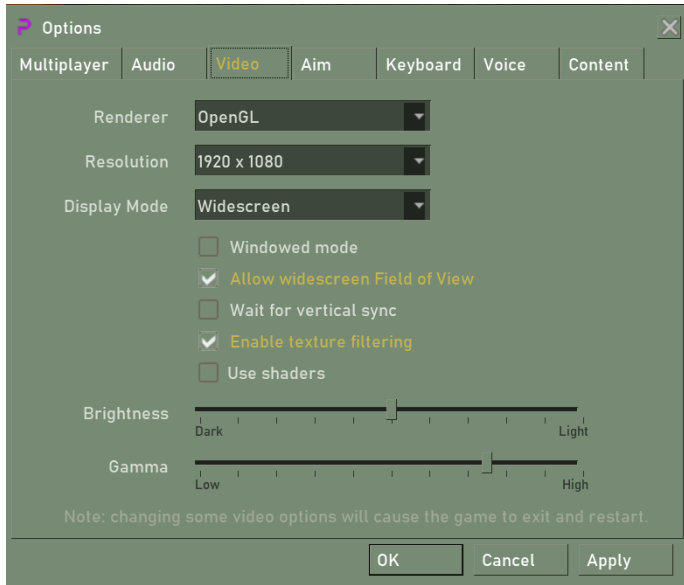 Options
Multiplayer Audio Video Aim Keyboard Voice Content
Renderer OpenGL
Resolution 1920 x 1080
Display Mode Widescreen
Windowed mode
Allow widescreen Field of View
Wait for vertical sync
Enable texture filtering
Use shaders
Brightness
Dark Light
Gamma
Low High
Note: changing some video options will cause the game to exit and restart.
OK Cancel Apply